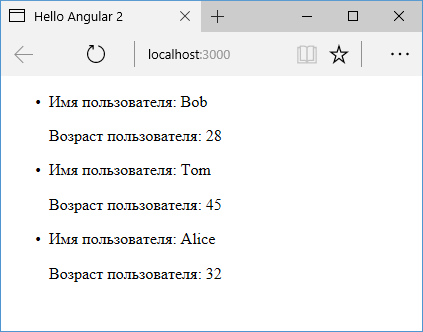 Hello Angular 2
localhost:3000
• Имя пользователя: Bob
Возраст пользователя: 28
• Имя пользователя: Tom
Возраст пользователя: 45
• Имя пользователя: Alice
Возраст пользователя: 32